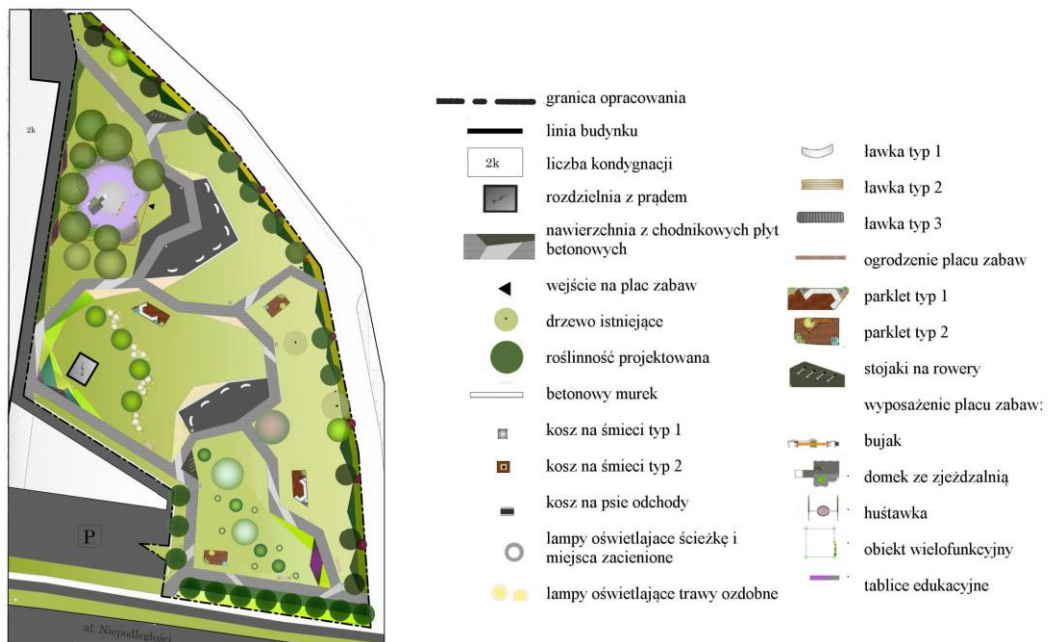 2k
P
al. Niepodległości
granica opracowania
linia budynku
2k
liczba kondygnacji
rozdzielnia z prądem
nawierzchnia z chodnikowych płyt
betonowych
wejście na plac zabaw
drzewo istniejące
roślinność projektowana
betonowy murek
kosz na śmieci typ 1
kosz na śmieci typ 2
kosz na psie odchody
lampy oświetlajace ścieżkę i
miejsca zacienione
lampy oświetlające trawy ozdobne
ławka typ 1
ławka typ 2
ławka typ 3
ogrodzenie placu zabaw
parklet typ 1
parklet typ 2
stojaki na rowery
wyposażenie placu zabaw:
bujak
domek ze zjeżdzalnią
huśtawka
obiekt wielofunkcyjny
tablice edukacyjne